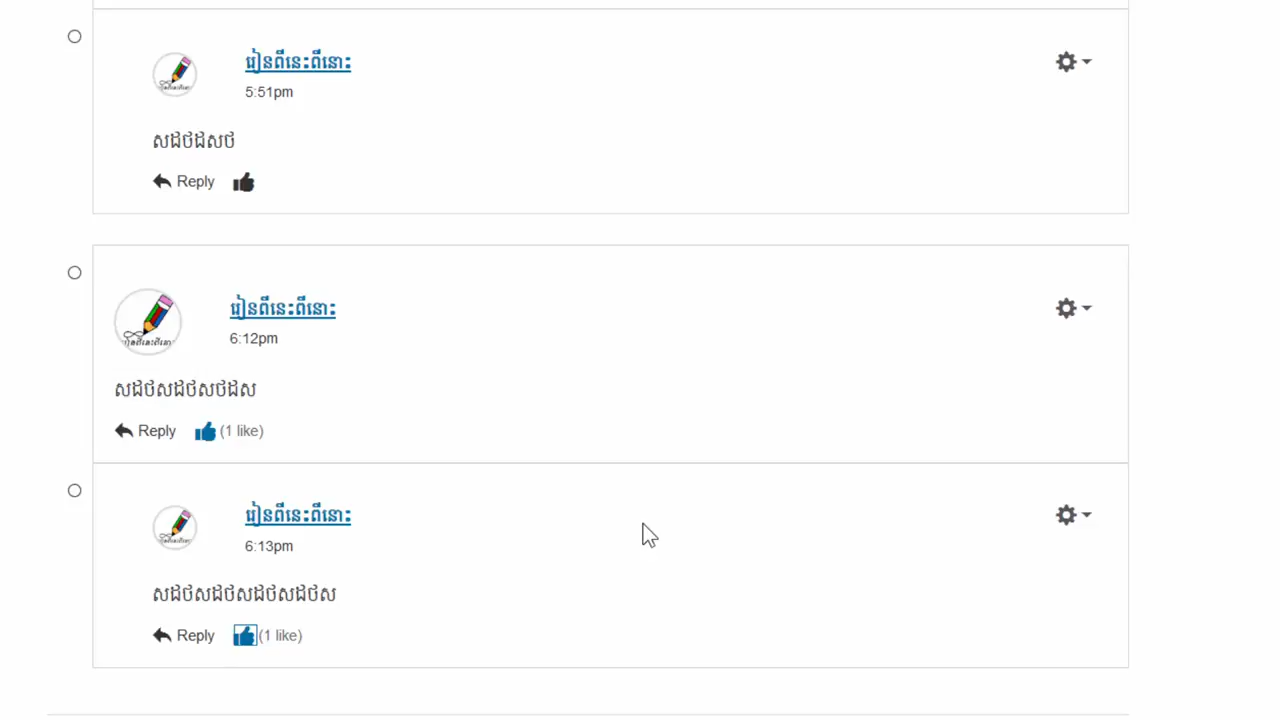 រៀនពីនេះពីនោះ
5:51pm
សដថដសថ
Reply
រៀនពីនេះពីនោះ
6:12pm
សដថសដថសថដស
Reply (1 like)
រៀនពីនេះពីនោះ
6:13pm
សដថសដថសដថសដថស
Reply (1 like)